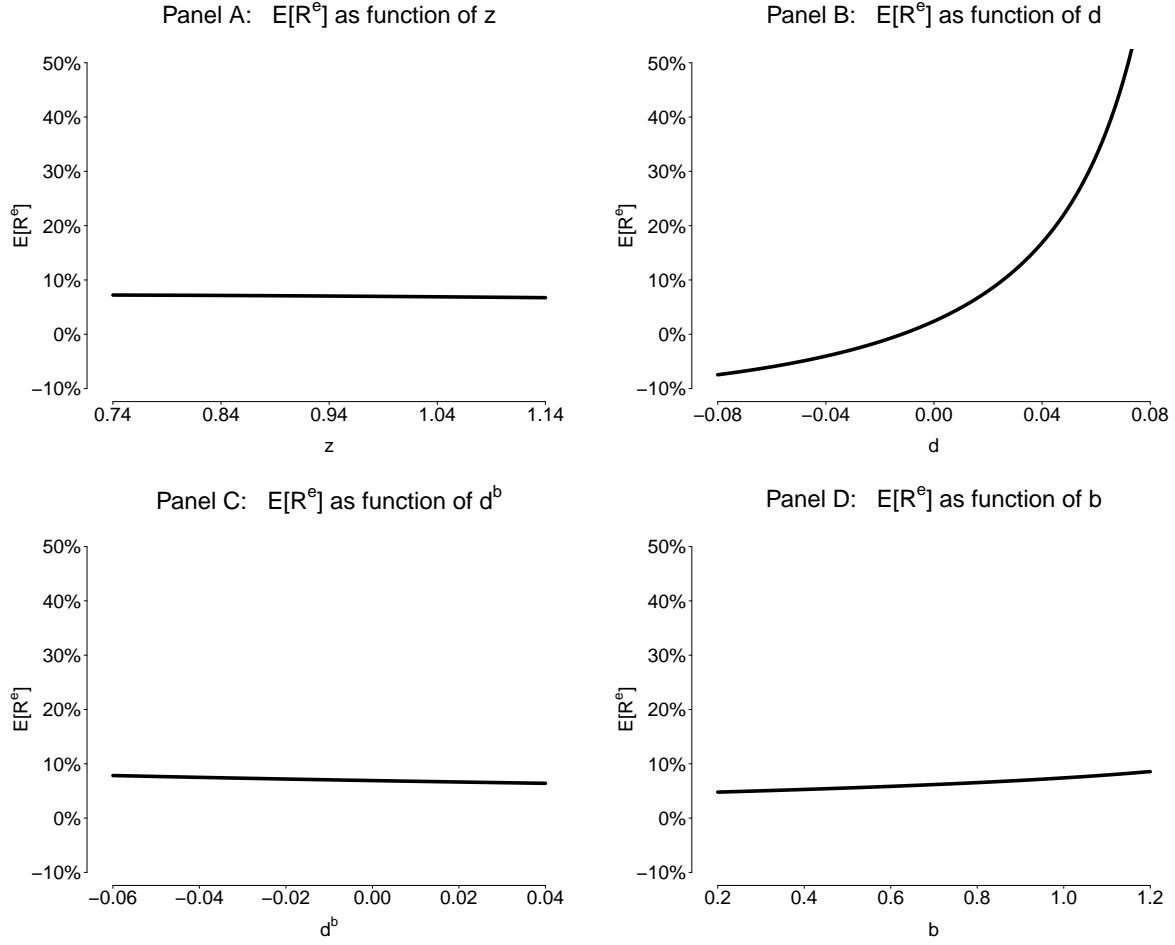 Panel A: E[R^e] as function of z
50%
40%
30%
20%
10%
0%
−10%
E[R^e]
0.74 0.84 0.94 1.04 1.14
z
Panel B: E[R^e] as function of d
50%
40%
30%
20%
10%
0%
−10%
E[R^e]
−0.08 −0.04 0.00 0.04 0.08
d
Panel C: E[R^e] as function of d^b
50%
40%
30%
20%
10%
0%
−10%
E[R^e]
−0.06 −0.04 −0.02 0.00 0.02 0.04
d^b
Panel D: E[R^e] as function of b
50%
40%
30%
20%
10%
0%
−10%
E[R^e]
0.2 0.4 0.6 0.8 1.0 1.2
b